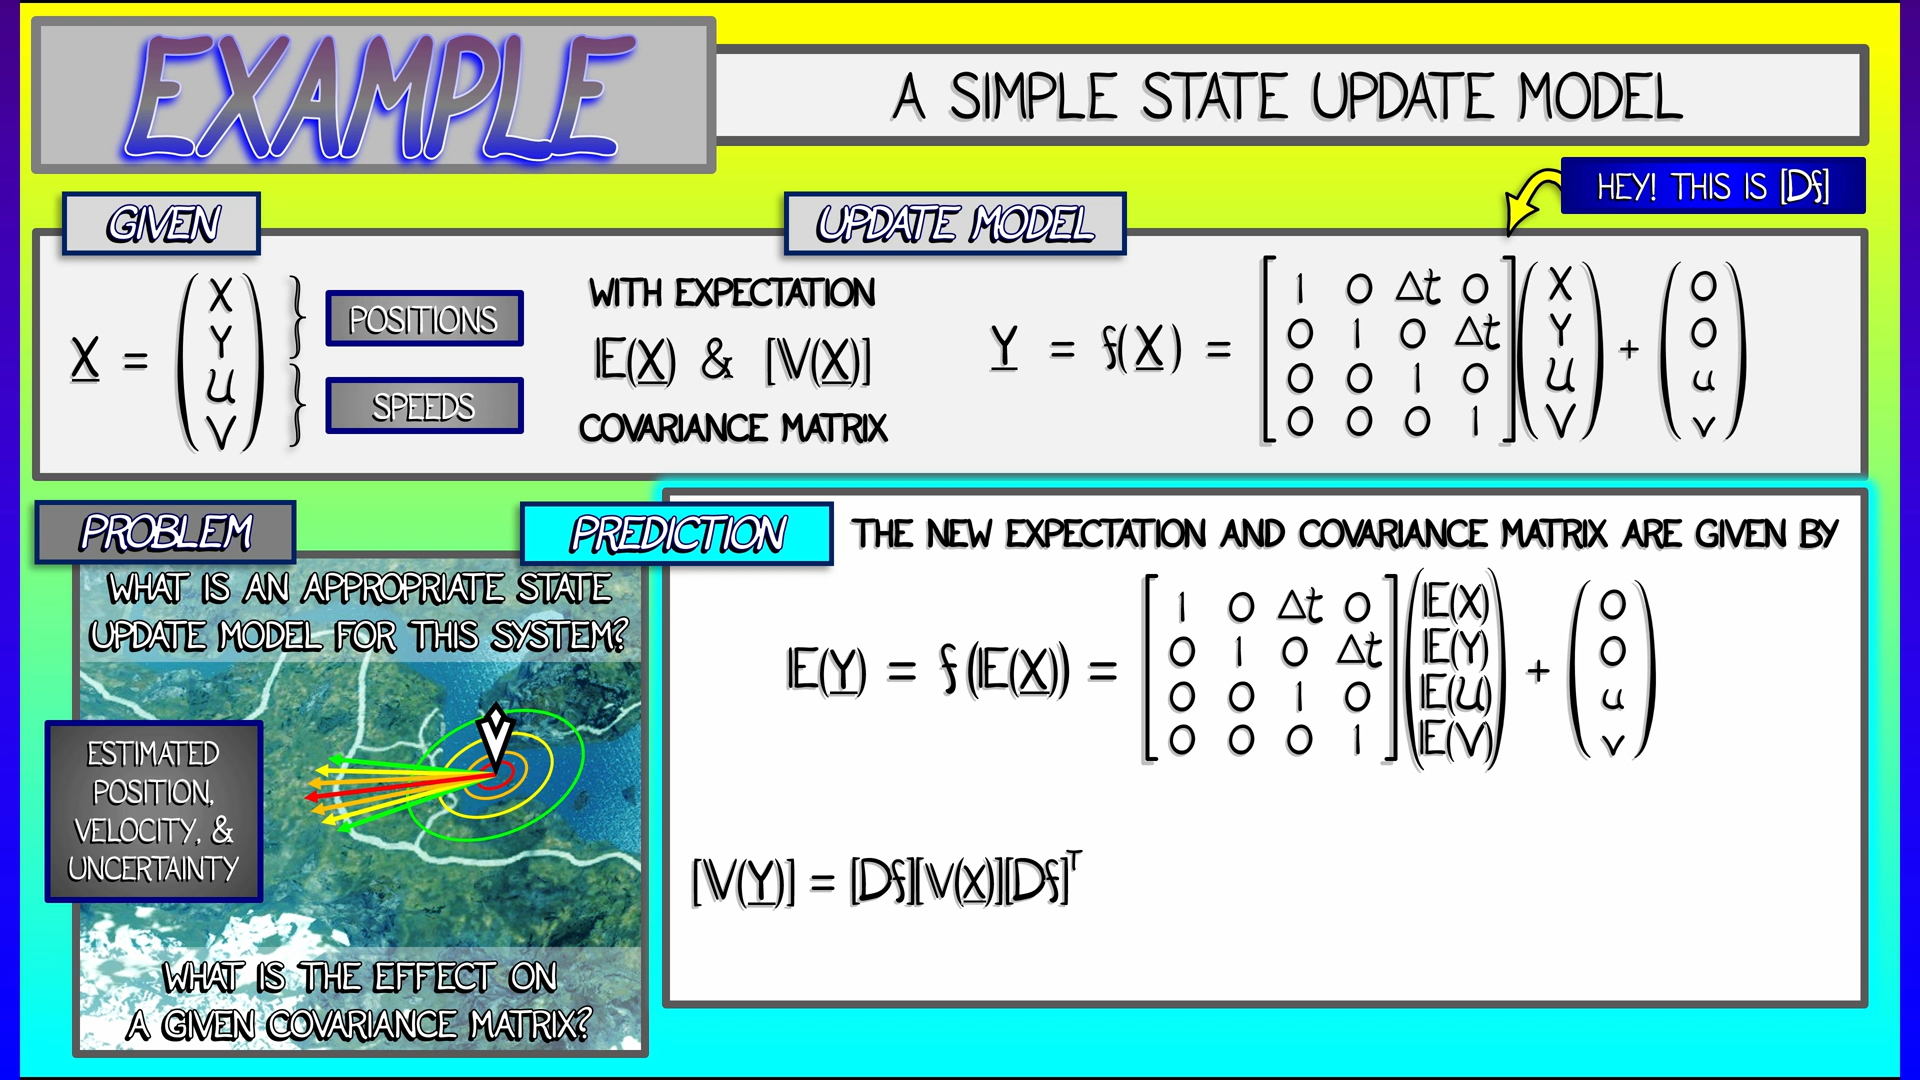 EXAMPLE
A SIMPLE STATE UPDATE MODEL
HEY! THIS IS [Df]
GIVEN
UPDATE MODEL
X = (X Y U V)
POSITIONS
SPEEDS
WITH EXPECTATION
𝔼(X) & [𝕍(X)]
COVARIANCE MATRIX
Y = f(X) =
1 0 Δt 0
0 1 0 Δt
0 0 1 0
0 0 0 1
X
Y
U
V
+
0
0
u
v
PROBLEM
WHAT IS AN APPROPRIATE STATE
UPDATE MODEL FOR THIS SYSTEM?
ESTIMATED
POSITION,
VELOCITY, &
UNCERTAINTY
WHAT IS THE EFFECT ON
A GIVEN COVARIANCE MATRIX?
PREDICTION
THE NEW EXPECTATION AND COVARIANCE MATRIX ARE GIVEN BY
𝔼(Y) = f(𝔼(X)) =
1 0 Δt 0
0 1 0 Δt
0 0 1 0
0 0 0 1
𝔼(X)
𝔼(Y)
𝔼(U)
𝔼(V)
+
0
0
u
v
[𝕍(Y)] = [Df][𝕍(X)][Df]ᵀ